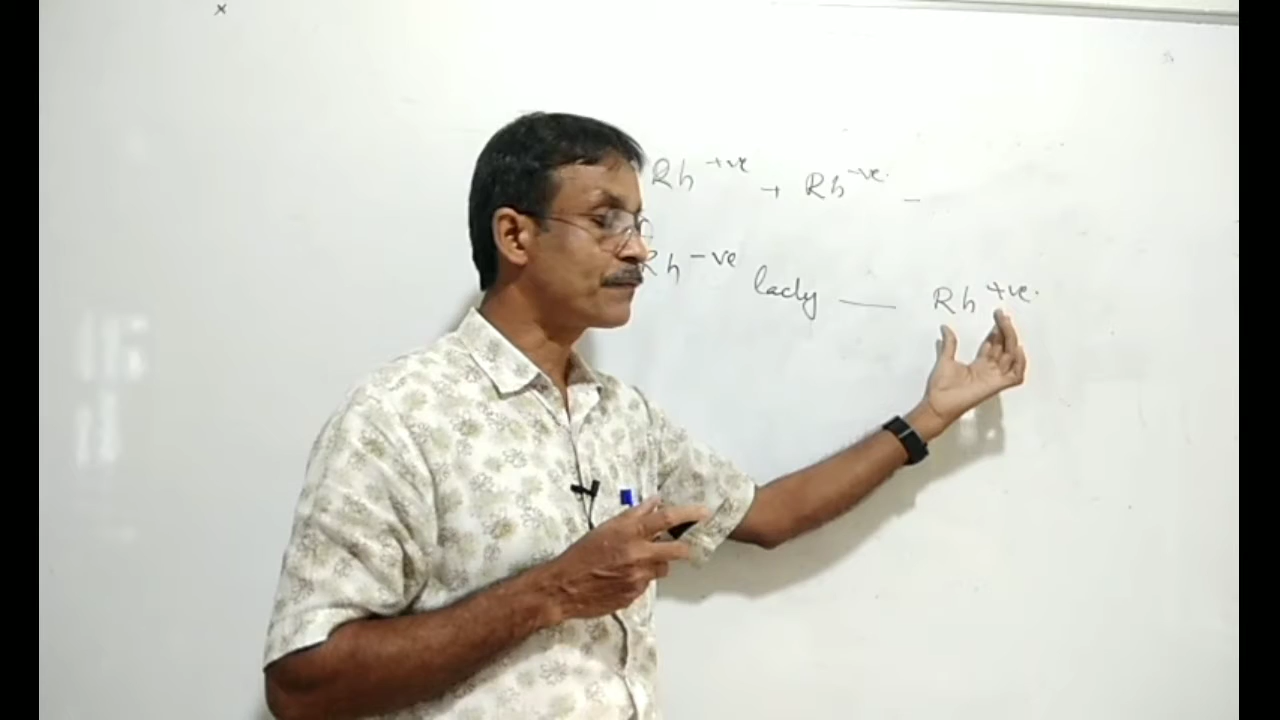 Rh +ve + Rh -ve. -
Rh -ve lady — Rh +ve.